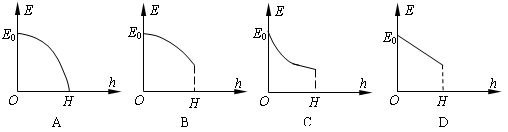 E E E E
E₀ E₀ E₀ E₀
O H h O H h O H h O H h
A B C D